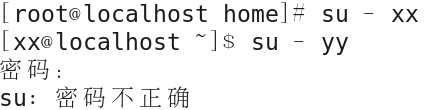 [root@localhost home]# su - xx
[xx@localhost ~]$ su - yy
密码：
su: 密码不正确